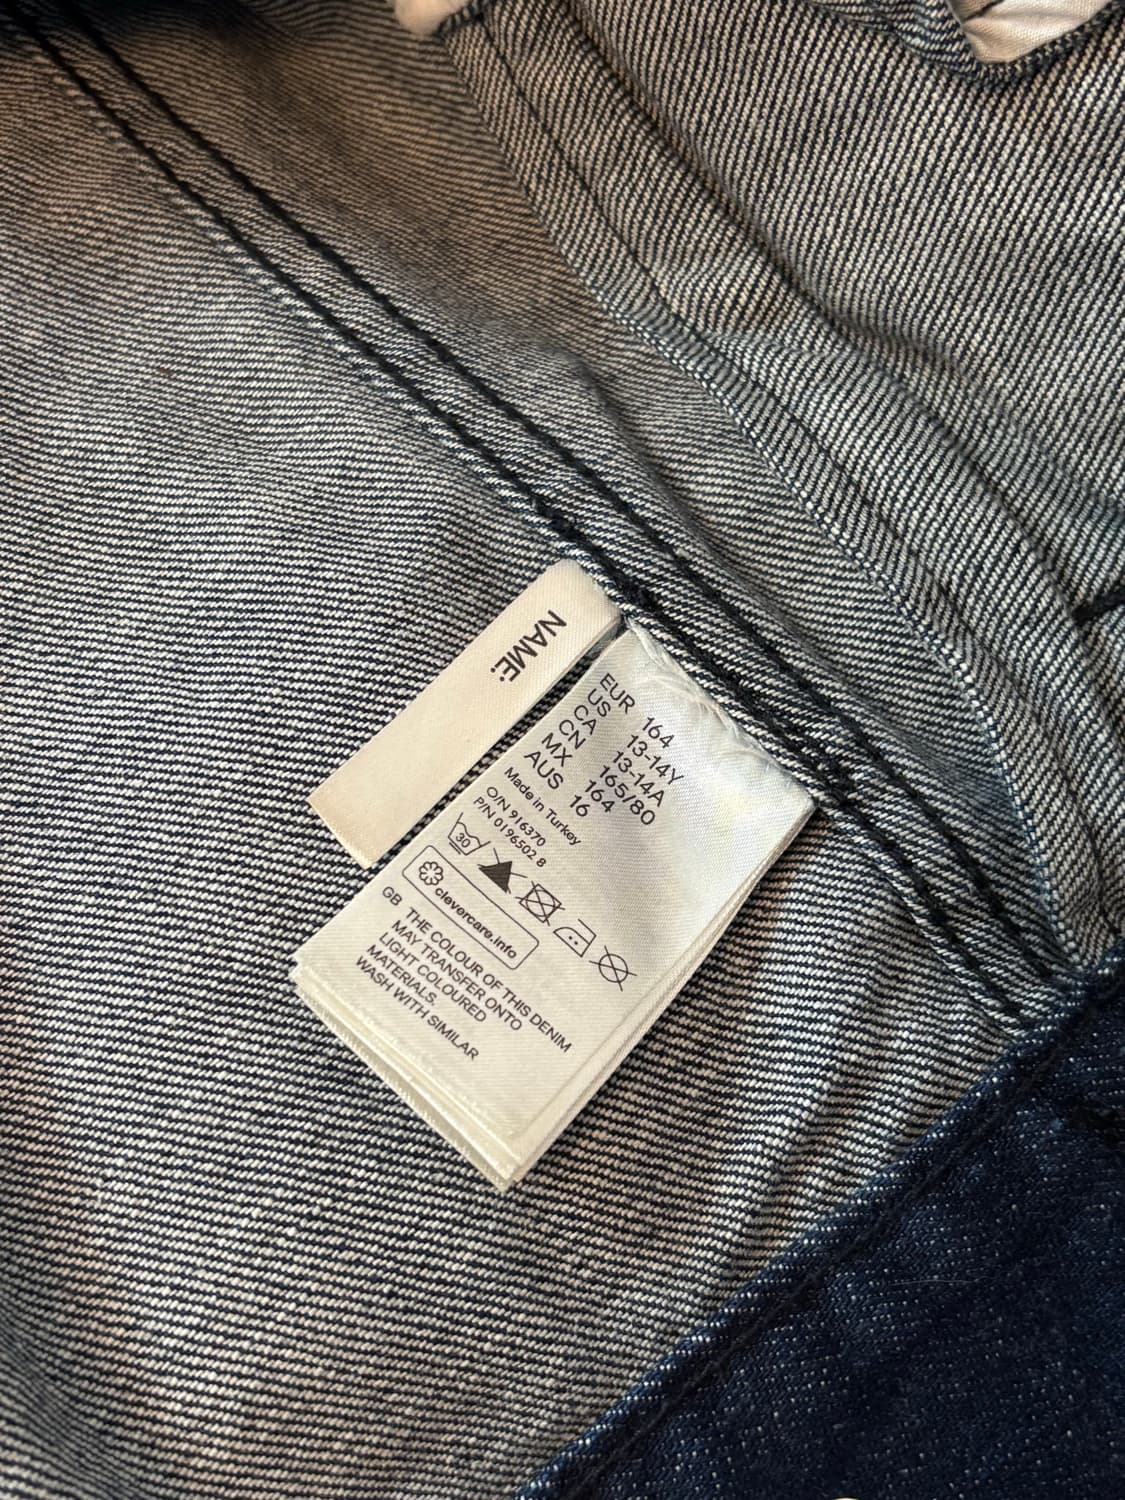 NAME:
EUR 164
US 13-14Y
CA 13-14A
CN 165/80
MX 164
AUS 16
Made in Turkey
O/N 916370
P/N 0196502 8
30
clevercare.info
GB THE COLOUR OF THIS DENIM
MAY TRANSFER ONTO
LIGHT COLOURED
MATERIALS.
WASH WITH SIMILAR